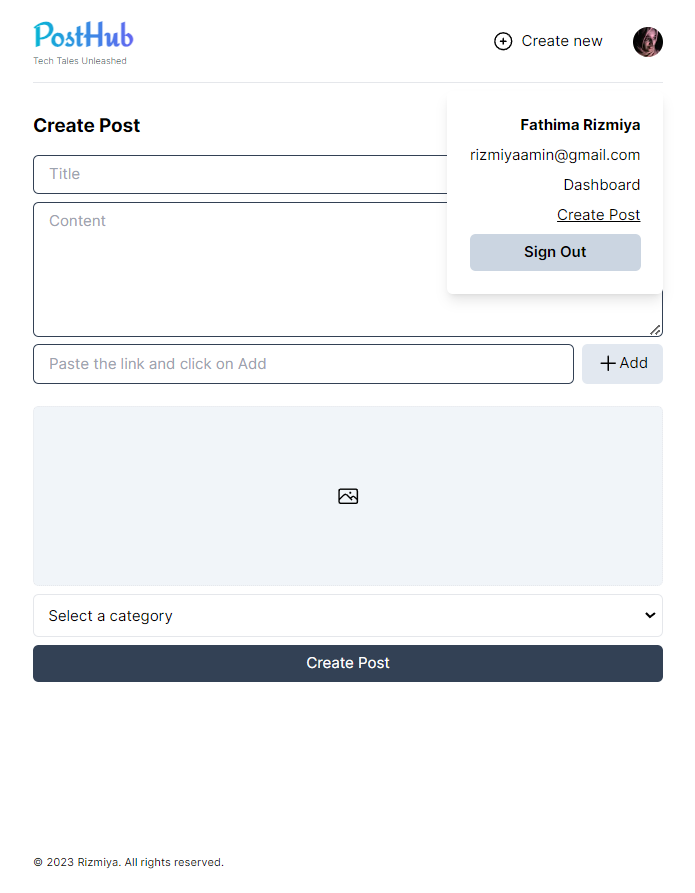 PostHub
Tech Tales Unleashed
Create new
Create Post
Fathima Rizmiya
rizmiyaamin@gmail.com
Dashboard
Create Post
Sign Out
Title
Content
Paste the link and click on Add
Add
Select a category
Create Post
© 2023 Rizmiya. All rights reserved.